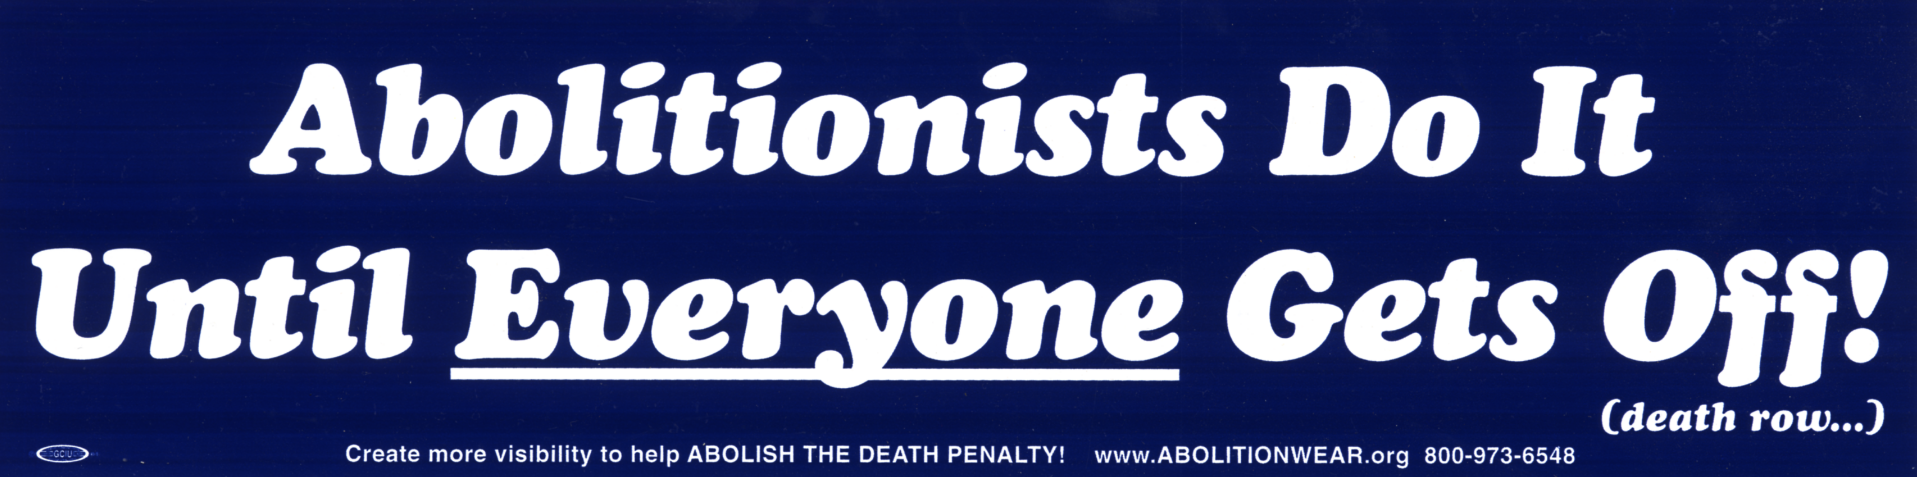 Abolitionists Do It
Until Everyone Gets Off!
(death row...)
GCIU
Create more visibility to help ABOLISH THE DEATH PENALTY! www.ABOLITIONWEAR.org 800-973-6548